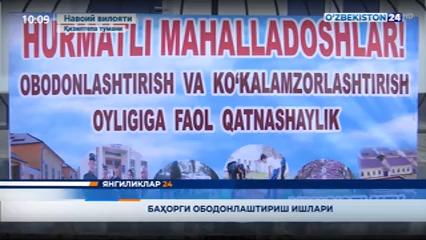 10:09
Навоий вилояти
Қизилтепа тумани
O'ZBEKISTON 24
HURMATLI MAHALLADOSHLAR!
OBODONLASHTIRISH VA KO'KALAMZORLASHTIRISH
OYLIGIGA FAOL QATNASHAYLIK
ЯНГИЛИКЛАР 24
БАҲОРГИ ОБОДОНЛАШТИРИШ ИШЛАРИ